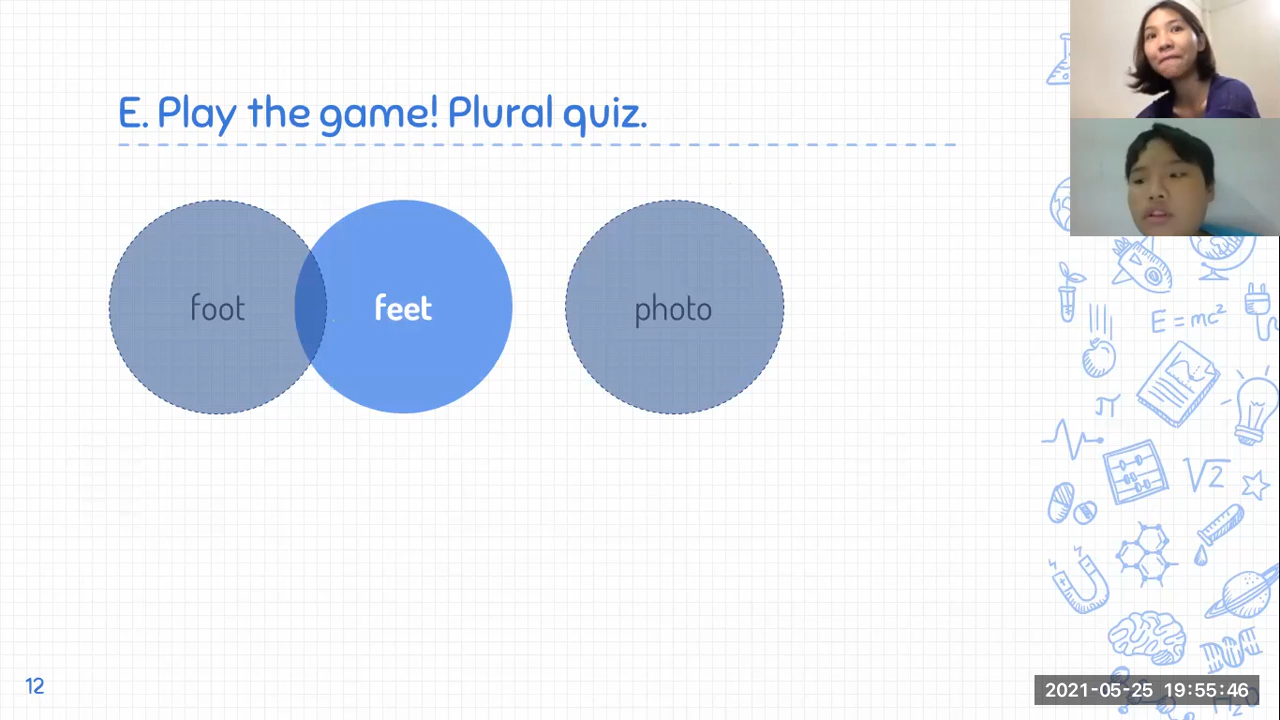 E. Play the game! Plural quiz.
foot
feet
photo
E = mc²
π
√2
12
2021-05-25 19:55:46